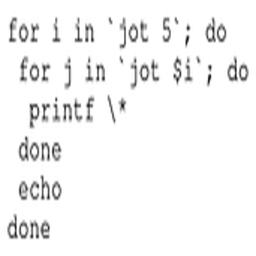 for i in `jot 5`; do
 for j in `jot $i`; do
  printf \*
 done
 echo
done